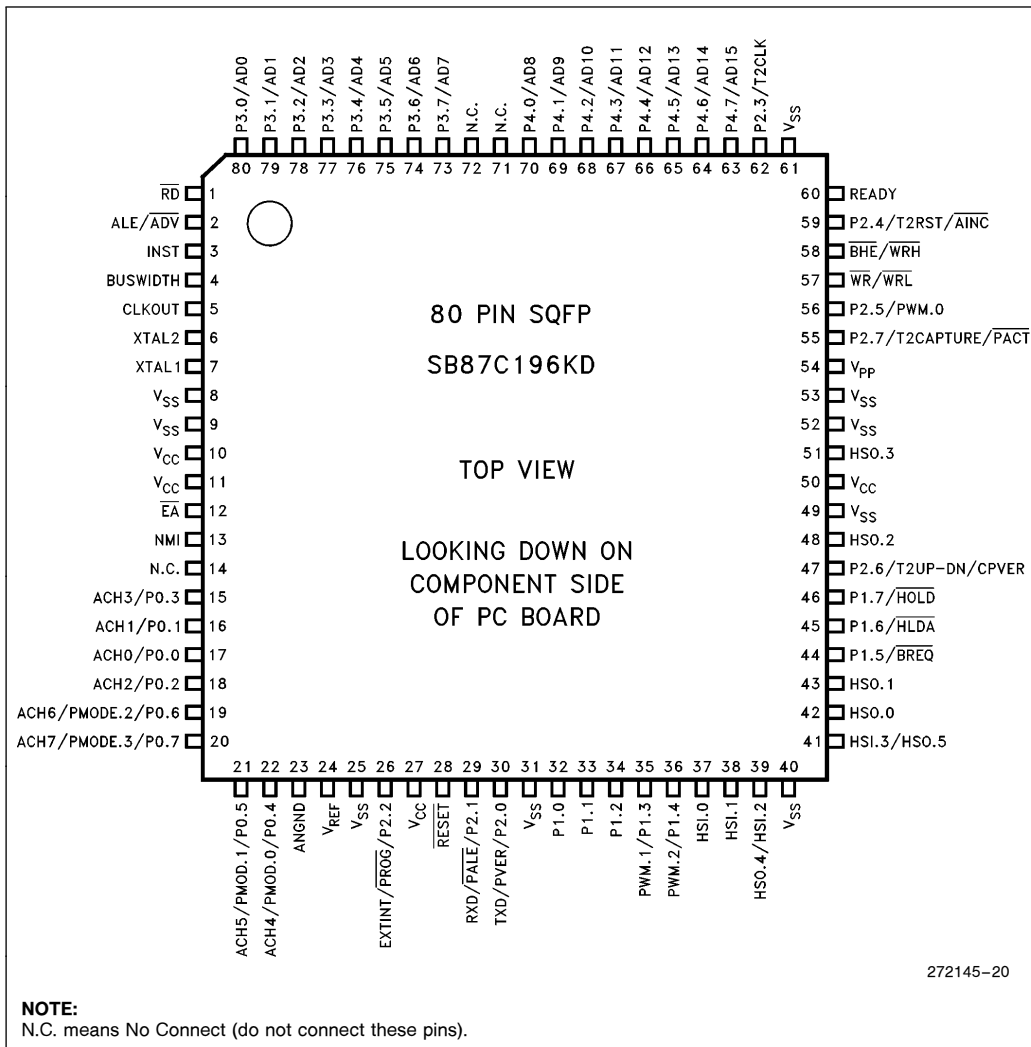 P3.0/AD0
P3.1/AD1
P3.2/AD2
P3.3/AD3
P3.4/AD4
P3.5/AD5
P3.6/AD6
P3.7/AD7
N.C.
N.C.
P4.0/AD8
P4.1/AD9
P4.2/AD10
P4.3/AD11
P4.4/AD12
P4.5/AD13
P4.6/AD14
P4.7/AD15
P2.3/T2CLK
VSS
80 79 78 77 76 75 74 73 72 71 70 69 68 67 66 65 64 63 62 61
RD 1
ALE/ADV 2
INST 3
BUSWIDTH 4
CLKOUT 5
XTAL2 6
XTAL1 7
VSS 8
VSS 9
VCC 10
VCC 11
EA 12
NMI 13
N.C. 14
ACH3/P0.3 15
ACH1/P0.1 16
ACH0/P0.0 17
ACH2/P0.2 18
ACH6/PMODE.2/P0.6 19
ACH7/PMODE.3/P0.7 20
80 PIN SQFP
SB87C196KD
TOP VIEW
LOOKING DOWN ON
COMPONENT SIDE
OF PC BOARD
60 READY
59 P2.4/T2RST/AINC
58 BHE/WRH
57 WR/WRL
56 P2.5/PWM.0
55 P2.7/T2CAPTURE/PACT
54 VPP
53 VSS
52 VSS
51 HSO.3
50 VCC
49 VSS
48 HSO.2
47 P2.6/T2UP-DN/CPVER
46 P1.7/HOLD
45 P1.6/HLDA
44 P1.5/BREQ
43 HSO.1
42 HSO.0
41 HSI.3/HSO.5
21 22 23 24 25 26 27 28 29 30 31 32 33 34 35 36 37 38 39 40
ACH5/PMOD.1/P0.5
ACH4/PMOD.0/P0.4
ANGND
VREF
VSS
EXTINT/PROG/P2.2
VCC
RESET
RXD/PALE/P2.1
TXD/PVER/P2.0
VSS
P1.0
P1.1
P1.2
PWM.1/P1.3
PWM.2/P1.4
HSI.0
HSI.1
HSO.4/HSI.2
VSS
272145–20
NOTE:
N.C. means No Connect (do not connect these pins).